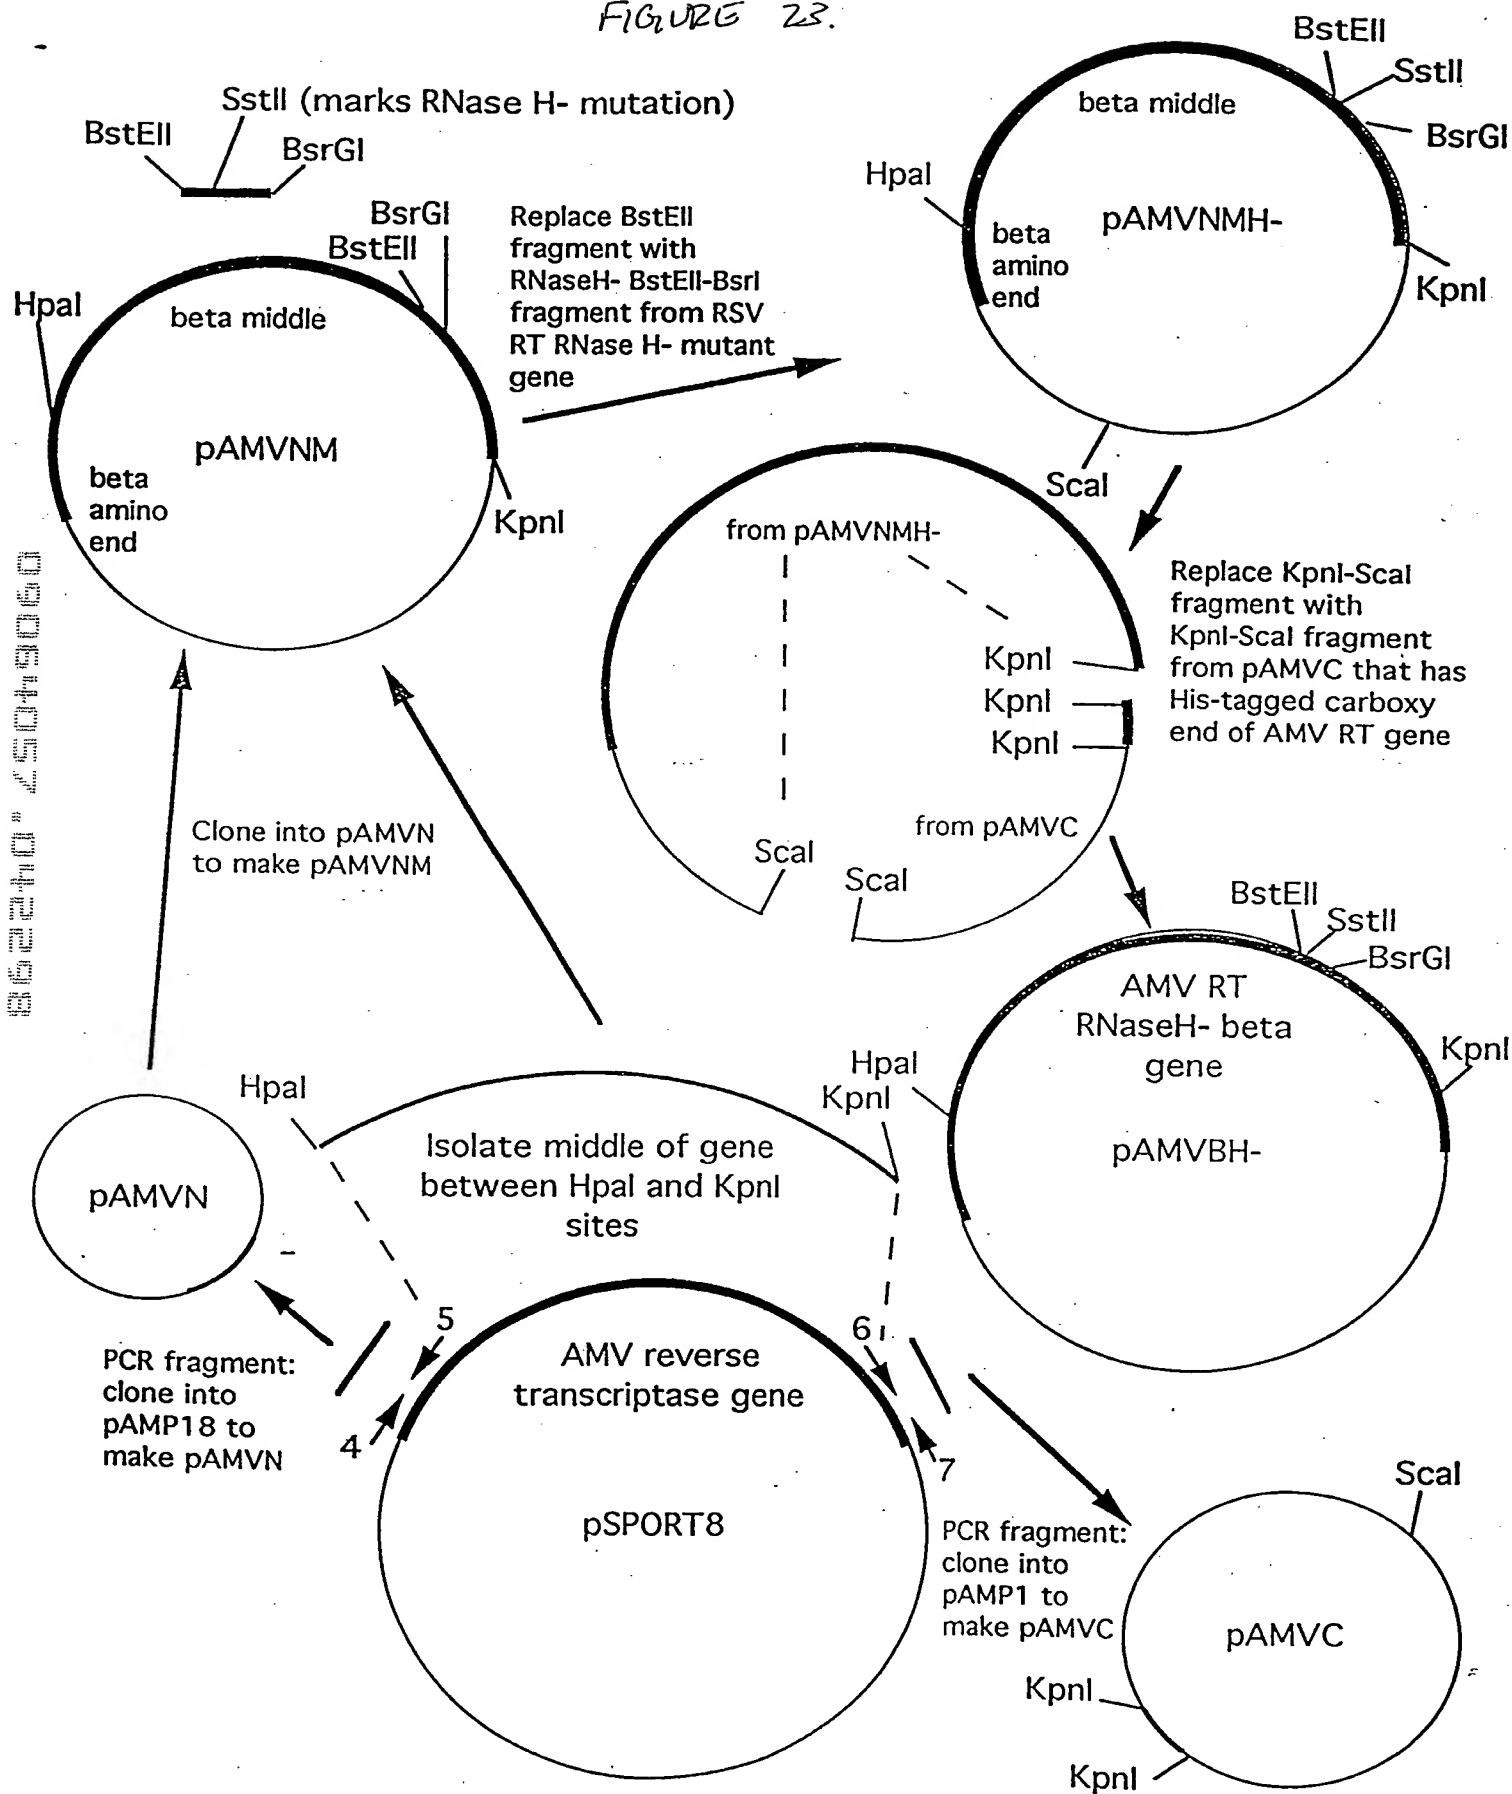 FIGURE 23.
SstII (marks RNase H- mutation)
BstEII
BsrGI
BsrGI
BstEII
HpaI
beta middle
pAMVNM
beta
amino
end
KpnI
Replace BstEII
fragment with
RNaseH- BstEII-BsrI
fragment from RSV
RT RNase H- mutant
gene
BstEII
SstII
BsrGI
beta middle
HpaI
pAMVNMH-
beta
amino
end
KpnI
ScaI
from pAMVNMH-
KpnI
KpnI
KpnI
Replace KpnI-ScaI
fragment with
KpnI-ScaI fragment
from pAMVC that has
His-tagged carboxy
end of AMV RT gene
from pAMVC
ScaI
ScaI
Clone into pAMVN
to make pAMVNM
09064057.042298
BstEII
SstII
BsrGI
AMV RT
RNaseH- beta
gene
KpnI
HpaI
pAMVBH-
HpaI
KpnI
Isolate middle of gene
between HpaI and KpnI
sites
pAMVN
PCR fragment:
clone into
pAMP18 to
make pAMVN
5
4
6
7
AMV reverse
transcriptase gene
pSPORT8
PCR fragment:
clone into
pAMP1 to
make pAMVC
ScaI
pAMVC
KpnI
KpnI